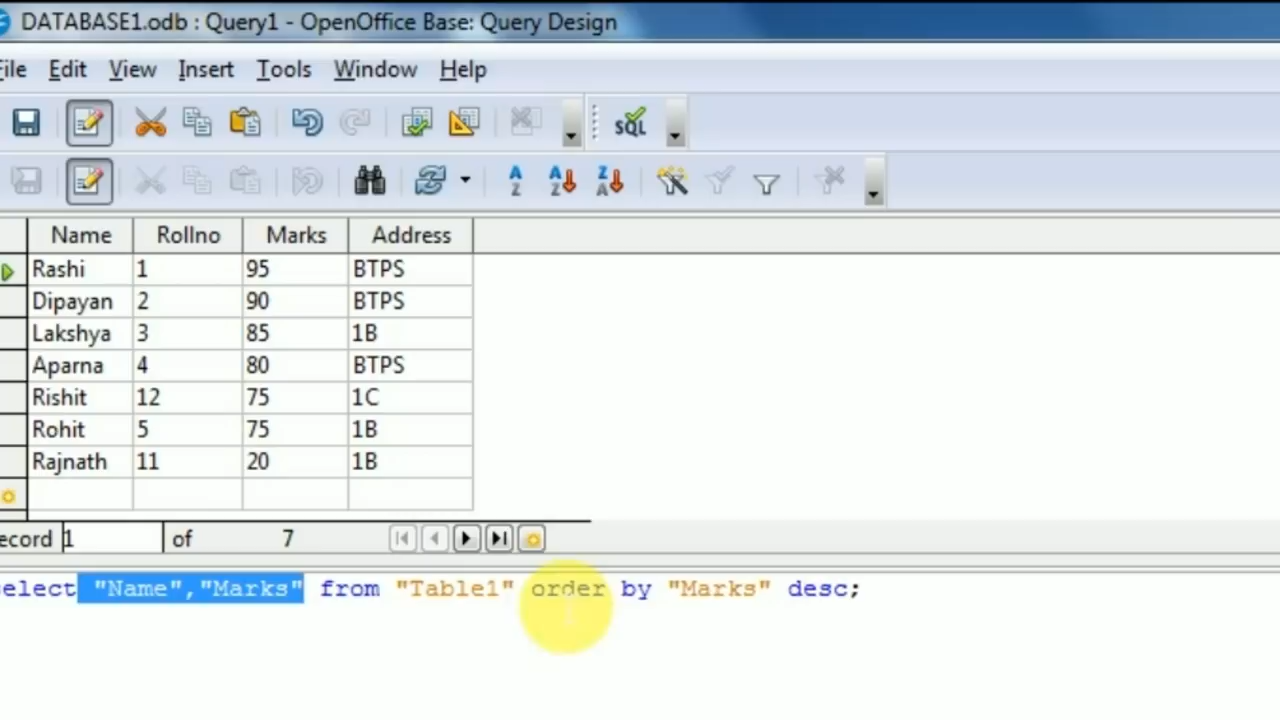 DATABASE1.odb : Query1 - OpenOffice Base: Query Design
File Edit View Insert Tools Window Help
SQL
Name Rollno Marks Address
Rashi 1 95 BTPS
Dipayan 2 90 BTPS
Lakshya 3 85 1B
Aparna 4 80 BTPS
Rishit 12 75 1C
Rohit 5 75 1B
Rajnath 11 20 1B
Record 1 of 7
select "Name","Marks" from "Table1" order by "Marks" desc;